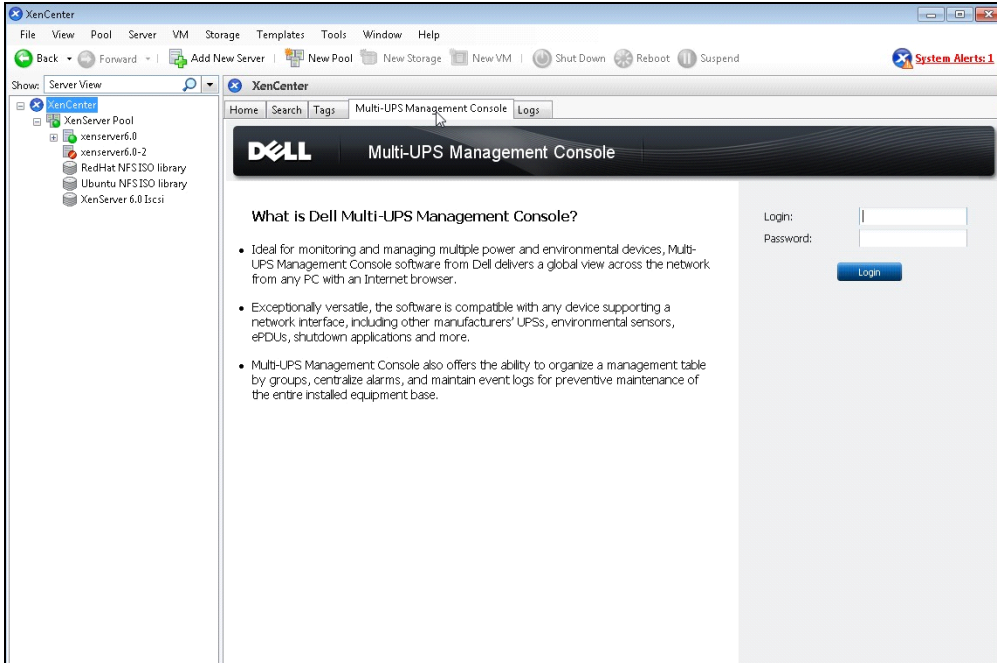 XenCenter
File View Pool Server VM Storage Templates Tools Window Help
Back Forward Add New Server New Pool New Storage New VM Shut Down Reboot Suspend System Alerts: 1
Show: Server View
XenCenter
XenCenter
Home Search Tags Multi-UPS Management Console Logs
XenServer Pool
xenserver6.0
xenserver6.0-2
RedHat NFS ISO library
Ubuntu NFS ISO library
XenServer 6.0 Iscsi
DELL Multi-UPS Management Console
What is Dell Multi-UPS Management Console?
• Ideal for monitoring and managing multiple power and environmental devices, Multi-
UPS Management Console software from Dell delivers a global view across the network
from any PC with an Internet browser.
• Exceptionally versatile, the software is compatible with any device supporting a
network interface, including other manufacturers' UPSs, environmental sensors,
ePDUs, shutdown applications and more.
• Multi-UPS Management Console also offers the ability to organize a management table
by groups, centralize alarms, and maintain event logs for preventive maintenance of
the entire installed equipment base.
Login:
Password:
Login